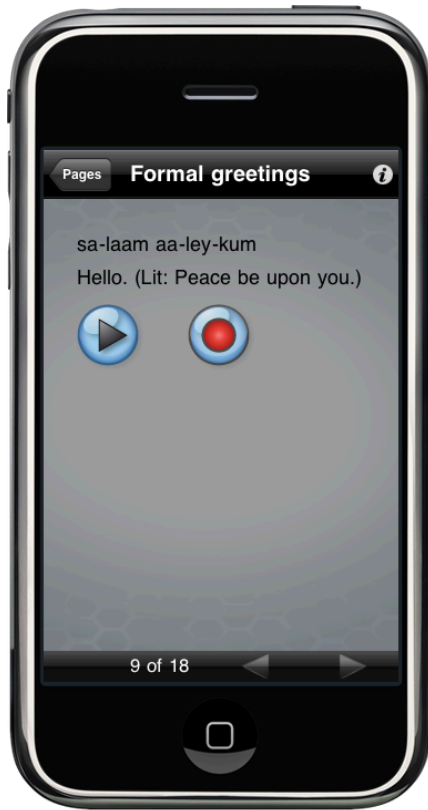 Pages
Formal greetings
sa-laam aa-ley-kum
Hello. (Lit: Peace be upon you.)
9 of 18